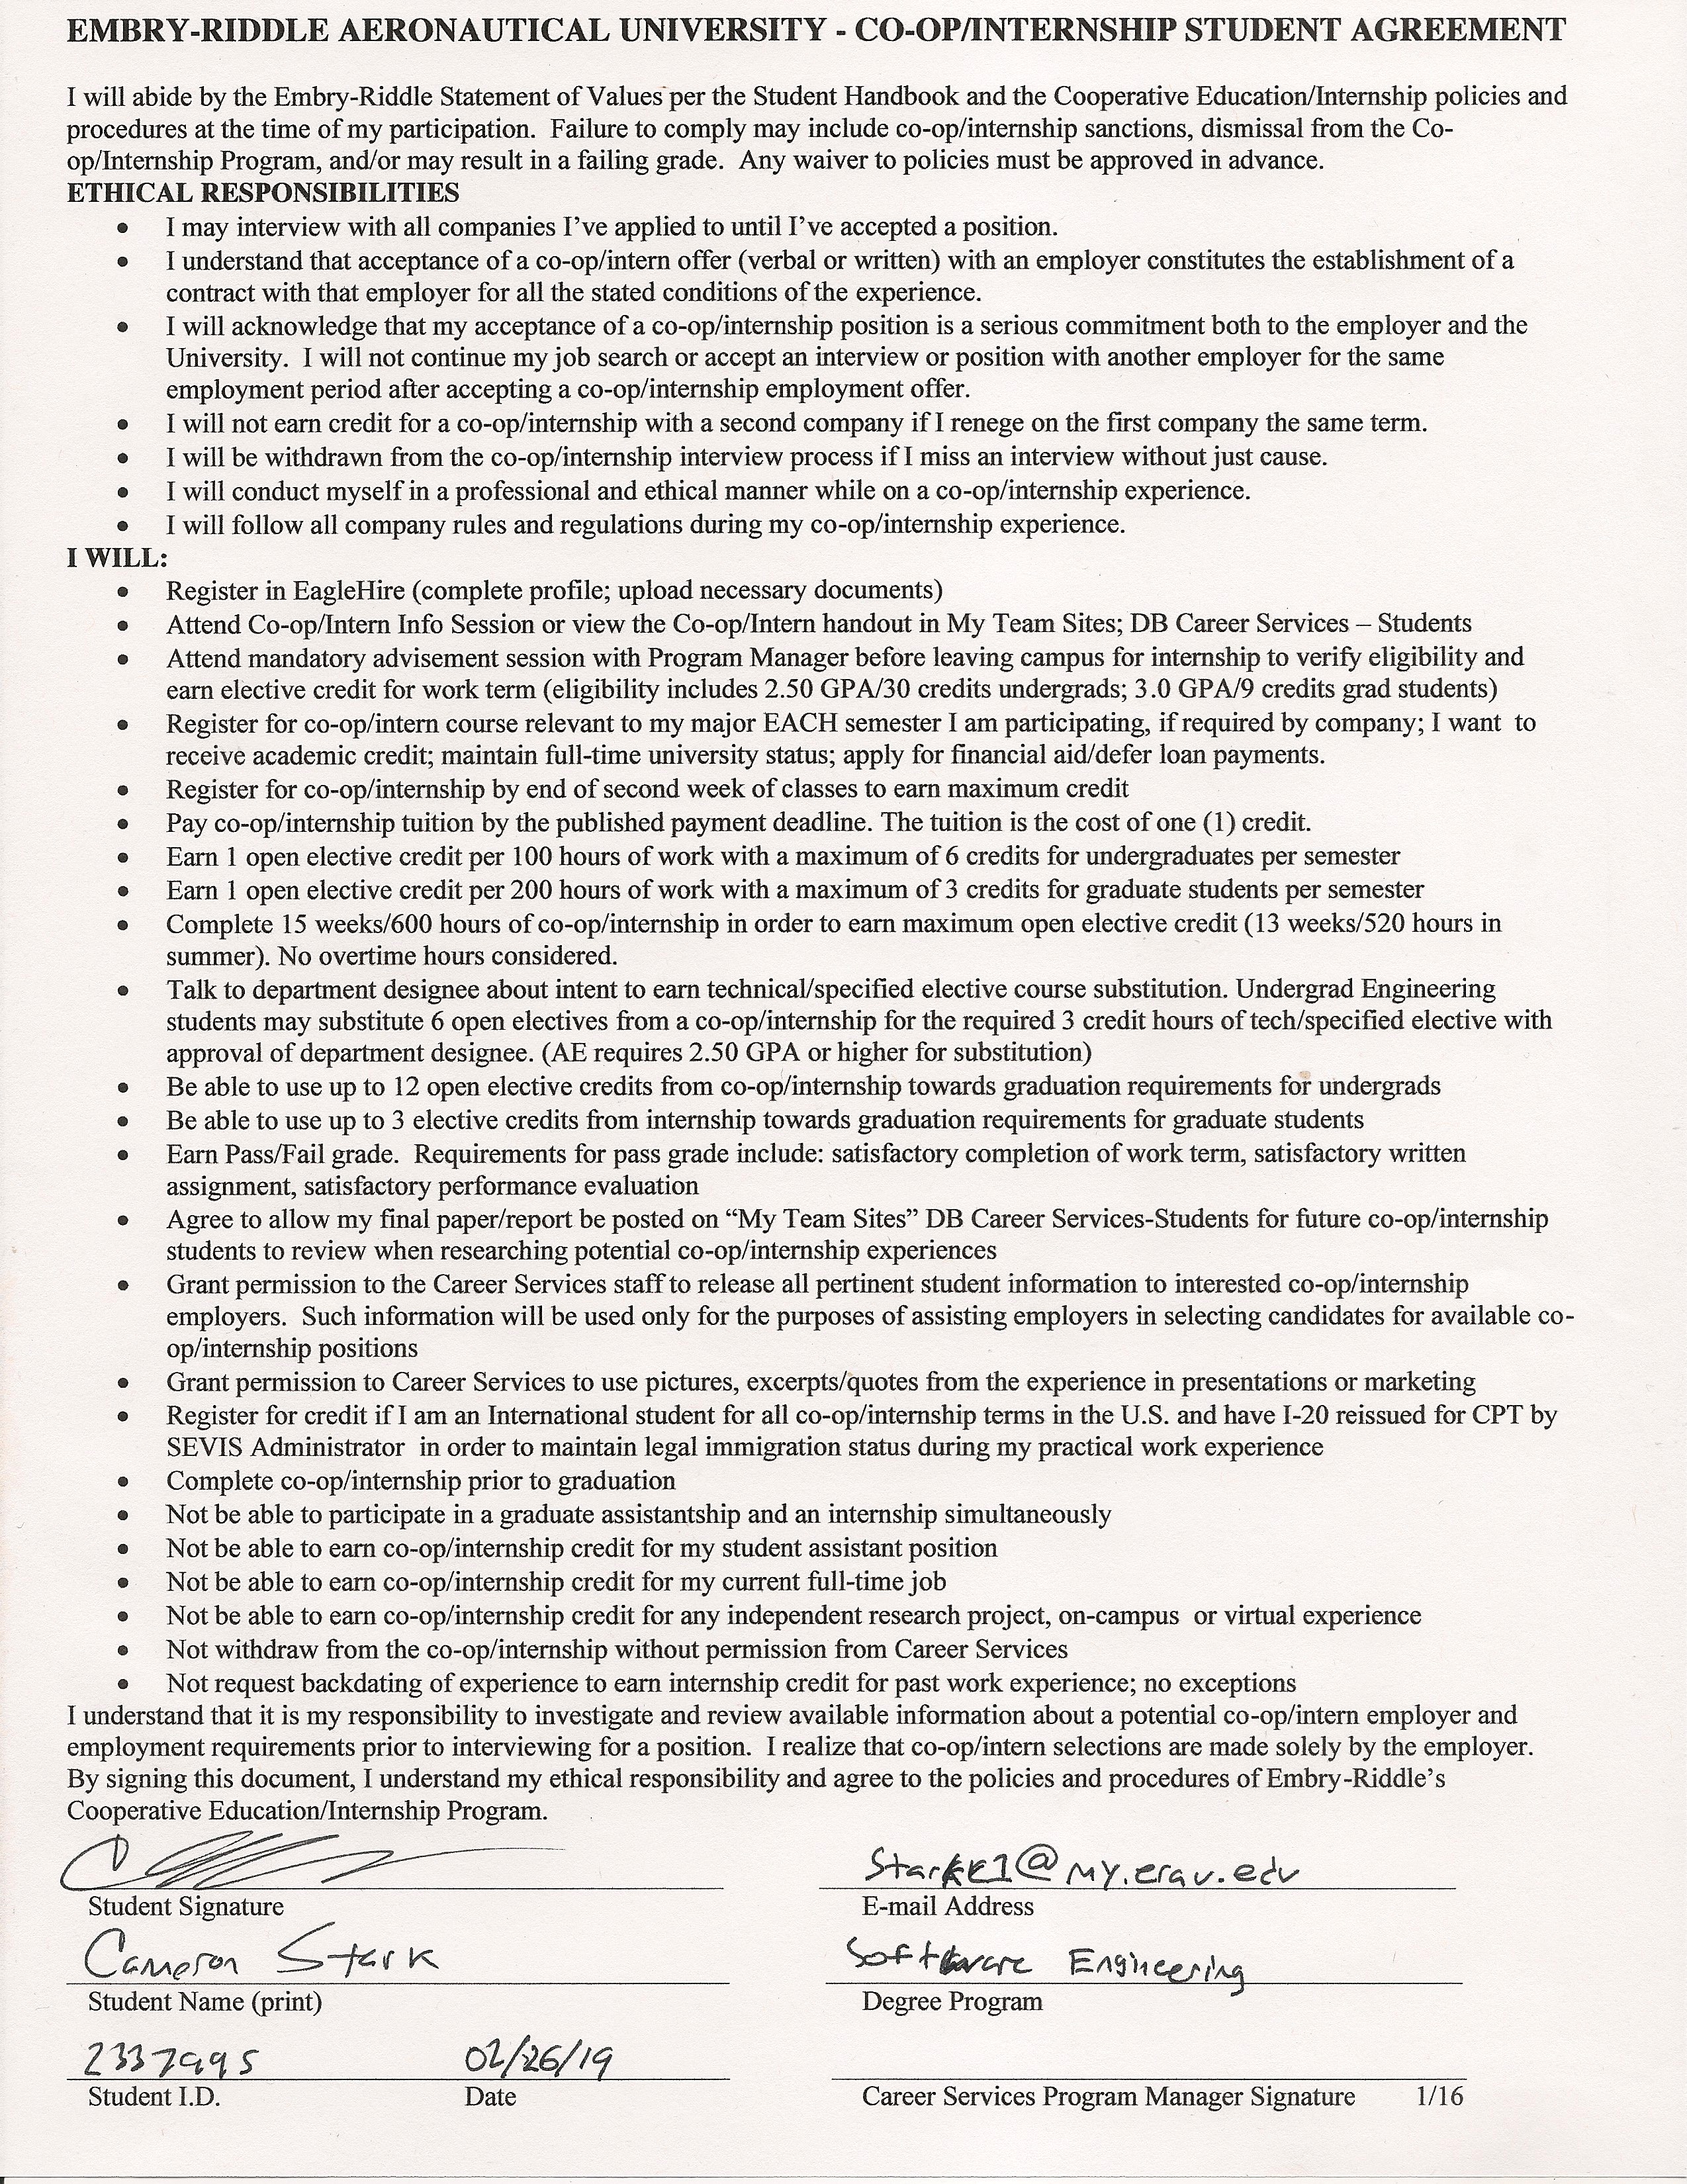 EMBRY-RIDDLE AERONAUTICAL UNIVERSITY - CO-OP/INTERNSHIP STUDENT AGREEMENT
I will abide by the Embry-Riddle Statement of Values per the Student Handbook and the Cooperative Education/Internship policies and
procedures at the time of my participation.  Failure to comply may include co-op/internship sanctions, dismissal from the Co-
op/Internship Program, and/or may result in a failing grade.  Any waiver to policies must be approved in advance.
ETHICAL RESPONSIBILITIES
• I may interview with all companies I’ve applied to until I’ve accepted a position.
• I understand that acceptance of a co-op/intern offer (verbal or written) with an employer constitutes the establishment of a
contract with that employer for all the stated conditions of the experience.
• I will acknowledge that my acceptance of a co-op/internship position is a serious commitment both to the employer and the
University.  I will not continue my job search or accept an interview or position with another employer for the same
employment period after accepting a co-op/internship employment offer.
• I will not earn credit for a co-op/internship with a second company if I renege on the first company the same term.
• I will be withdrawn from the co-op/internship interview process if I miss an interview without just cause.
• I will conduct myself in a professional and ethical manner while on a co-op/internship experience.
• I will follow all company rules and regulations during my co-op/internship experience.
I WILL:
• Register in EagleHire (complete profile; upload necessary documents)
• Attend Co-op/Intern Info Session or view the Co-op/Intern handout in My Team Sites; DB Career Services – Students
• Attend mandatory advisement session with Program Manager before leaving campus for internship to verify eligibility and
earn elective credit for work term (eligibility includes 2.50 GPA/30 credits undergrads; 3.0 GPA/9 credits grad students)
• Register for co-op/intern course relevant to my major EACH semester I am participating, if required by company; I want  to
receive academic credit; maintain full-time university status; apply for financial aid/defer loan payments.
• Register for co-op/internship by end of second week of classes to earn maximum credit
• Pay co-op/internship tuition by the published payment deadline. The tuition is the cost of one (1) credit.
• Earn 1 open elective credit per 100 hours of work with a maximum of 6 credits for undergraduates per semester
• Earn 1 open elective credit per 200 hours of work with a maximum of 3 credits for graduate students per semester
• Complete 15 weeks/600 hours of co-op/internship in order to earn maximum open elective credit (13 weeks/520 hours in
summer). No overtime hours considered.
• Talk to department designee about intent to earn technical/specified elective course substitution. Undergrad Engineering
students may substitute 6 open electives from a co-op/internship for the required 3 credit hours of tech/specified elective with
approval of department designee. (AE requires 2.50 GPA or higher for substitution)
• Be able to use up to 12 open elective credits from co-op/internship towards graduation requirements for undergrads
• Be able to use up to 3 elective credits from internship towards graduation requirements for graduate students
• Earn Pass/Fail grade.  Requirements for pass grade include: satisfactory completion of work term, satisfactory written
assignment, satisfactory performance evaluation
• Agree to allow my final paper/report be posted on “My Team Sites” DB Career Services-Students for future co-op/internship
students to review when researching potential co-op/internship experiences
• Grant permission to the Career Services staff to release all pertinent student information to interested co-op/internship
employers.  Such information will be used only for the purposes of assisting employers in selecting candidates for available co-
op/internship positions
• Grant permission to Career Services to use pictures, excerpts/quotes from the experience in presentations or marketing
• Register for credit if I am an International student for all co-op/internship terms in the U.S. and have I-20 reissued for CPT by
SEVIS Administrator  in order to maintain legal immigration status during my practical work experience
• Complete co-op/internship prior to graduation
• Not be able to participate in a graduate assistantship and an internship simultaneously
• Not be able to earn co-op/internship credit for my student assistant position
• Not be able to earn co-op/internship credit for my current full-time job
• Not be able to earn co-op/internship credit for any independent research project, on-campus  or virtual experience
• Not withdraw from the co-op/internship without permission from Career Services
• Not request backdating of experience to earn internship credit for past work experience; no exceptions
I understand that it is my responsibility to investigate and review available information about a potential co-op/intern employer and
employment requirements prior to interviewing for a position.  I realize that co-op/intern selections are made solely by the employer.
By signing this document, I understand my ethical responsibility and agree to the policies and procedures of Embry-Riddle’s
Cooperative Education/Internship Program.
@my.erau.edu
Student Signature E-mail Address
Cameron Stark Software Engineering
Student Name (print) Degree Program
2337995 02/26/19
Student I.D. Date Career Services Program Manager Signature 1/16